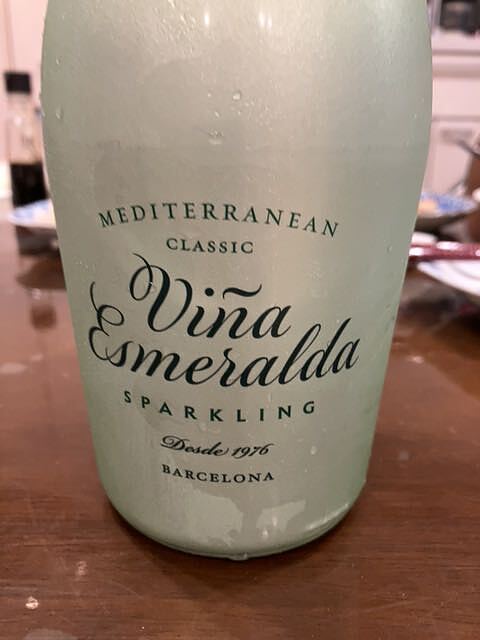 MEDITERRANEAN
CLASSIC
Viña
Esmeralda
SPARKLING
Desde 1976
BARCELONA